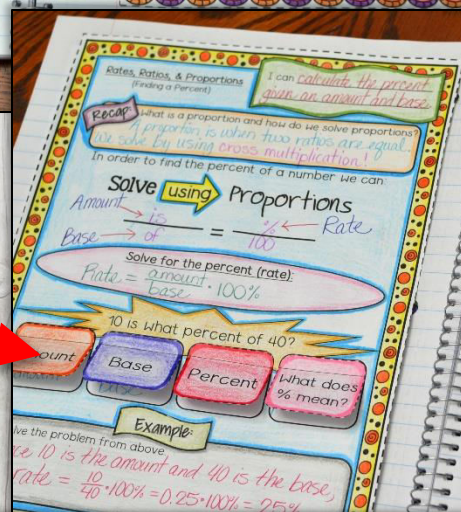 Rates, Ratios, & Proportions
(Finding a Percent)
I can calculate the percent
given an amount and base.
Recap:
What is a proportion and how do we solve proportions?
A proportion is when two ratios are equal.
We solve by using cross multiplication!
In order to find the percent of a number we can
Solve using Proportions
Amount → is = % ← Rate
Base → of 100
Solve for the percent (rate):
Rate = amount/base · 100%
10 is what percent of 40?
ount
Base
Percent
What does
% mean?
Example:
lve the problem from above
ce 10 is the amount and 40 is the base,
rate = 10/40 · 100% = 0.25 · 100% = 25%